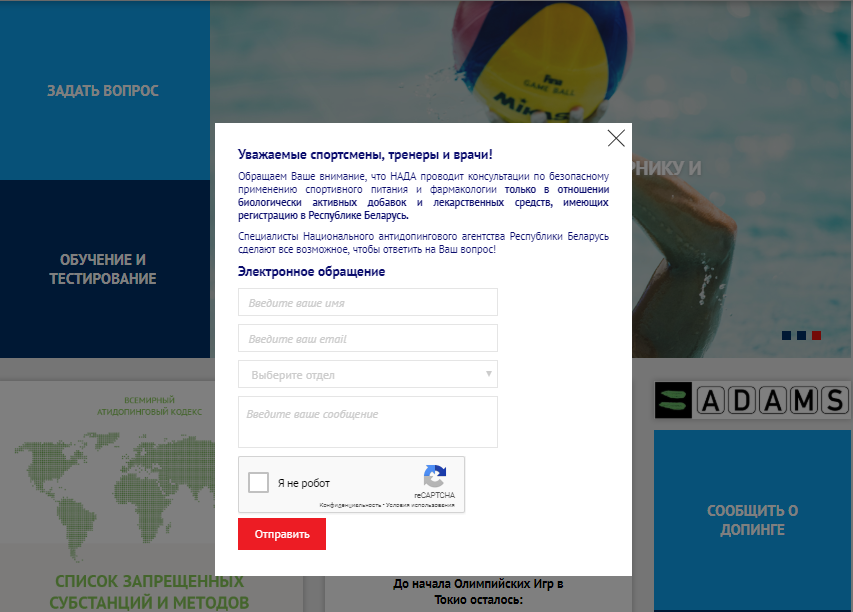 ЗАДАТЬ ВОПРОС
GAME BALL
MIKASA
РНИКУ И
Уважаемые спортсмены, тренеры и врачи!
Обращаем Ваше внимание, что НАДА проводит консультации по безопасному
применению спортивного питания и фармакологии только в отношении
биологически активных добавок и лекарственных средств, имеющих
регистрацию в Республике Беларусь.
Специалисты Национального антидопингового агентства Республики Беларусь
сделают все возможное, чтобы ответить на Ваш вопрос!
Электронное обращение
Введите ваше имя
Введите ваш email
Выберите отдел
Введите ваше сообщение
Я не робот
reCAPTCHA
Конфиденциальность - Условия использования
Отправить
ОБУЧЕНИЕ И
ТЕСТИРОВАНИЕ
ВСЕМИРНЫЙ
АТИДОПИНГОВЫЙ КОДЕКС
СПИСОК ЗАПРЕЩЕННЫХ
СУБСТАНЦИЙ И МЕТОДОВ
До начала Олимпийских Игр в
Токио осталось:
ADAMS
СООБЩИТЬ О
ДОПИНГЕ